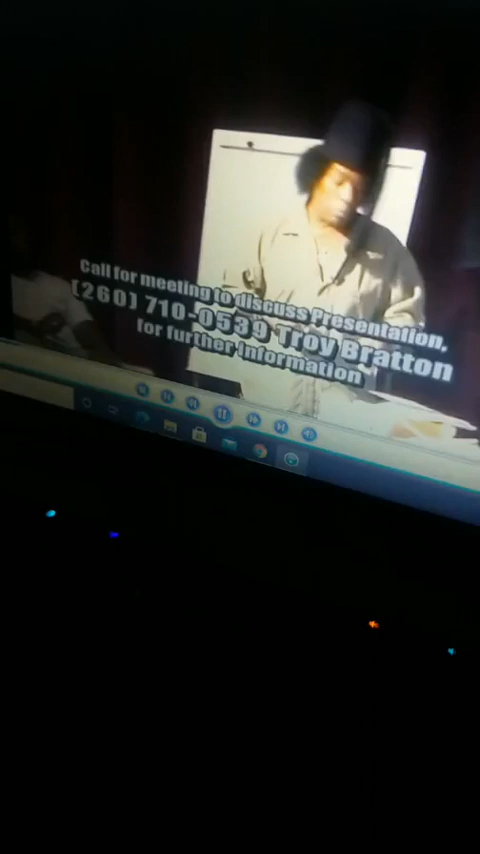 Call for meeting to discuss Presentation,
(260) 710-0539 Troy Bratton
for further information